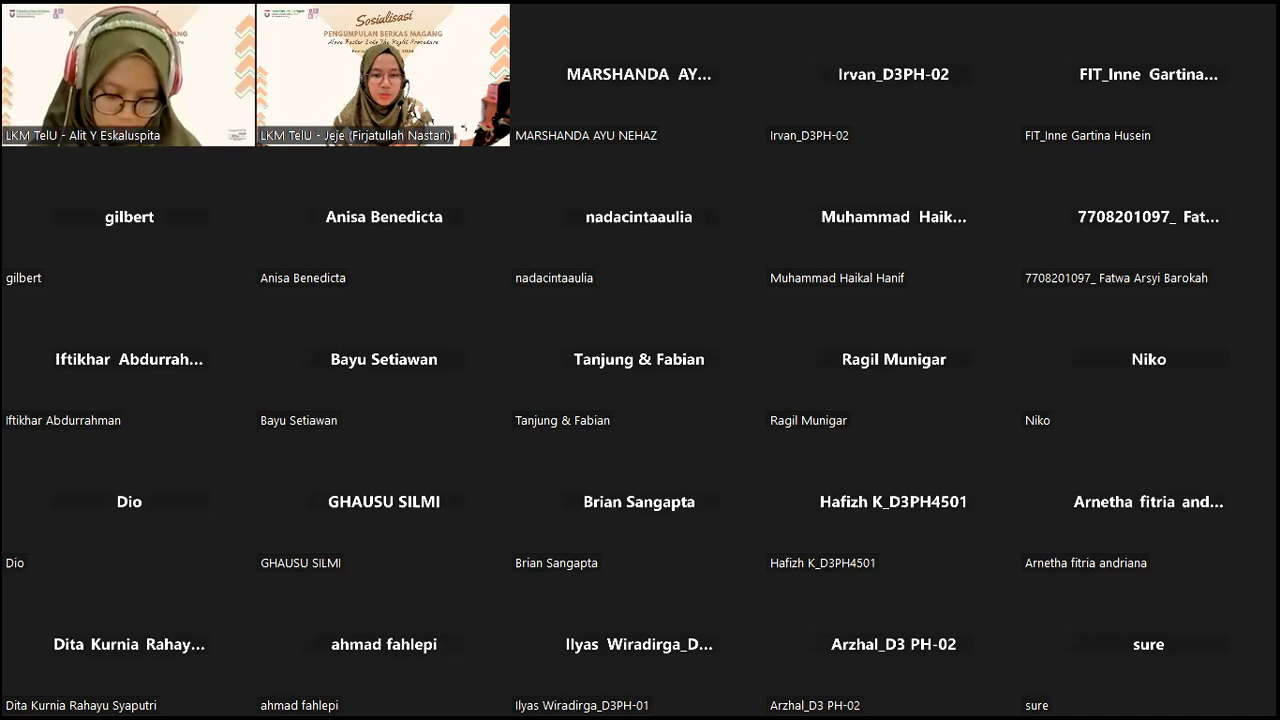 Sosialisasi
PENGUMPULAN BERKAS MAGANG
LKM TelU - Alit Y Eskaluspita
LKM TelU - Jeje (Firjatullah Nastari)
MARSHANDA AY...
MARSHANDA AYU NEHAZ
Irvan_D3PH-02
Irvan_D3PH-02
FIT_Inne Gartina...
FIT_Inne Gartina Husein
gilbert
gilbert
Anisa Benedicta
Anisa Benedicta
nadacintaaulia
nadacintaaulia
Muhammad Haik...
Muhammad Haikal Hanif
7708201097_ Fat...
7708201097_ Fatwa Arsyi Barokah
Iftikhar Abdurrah...
Iftikhar Abdurrahman
Bayu Setiawan
Bayu Setiawan
Tanjung & Fabian
Tanjung & Fabian
Ragil Munigar
Ragil Munigar
Niko
Niko
Dio
Dio
GHAUSU SILMI
GHAUSU SILMI
Brian Sangapta
Brian Sangapta
Hafizh K_D3PH4501
Hafizh K_D3PH4501
Arnetha fitria and...
Arnetha fitria andriana
Dita Kurnia Rahay...
Dita Kurnia Rahayu Syaputri
ahmad fahlepi
ahmad fahlepi
Ilyas Wiradirga_D...
Ilyas Wiradirga_D3PH-01
Arzhal_D3 PH-02
Arzhal_D3 PH-02
sure
sure